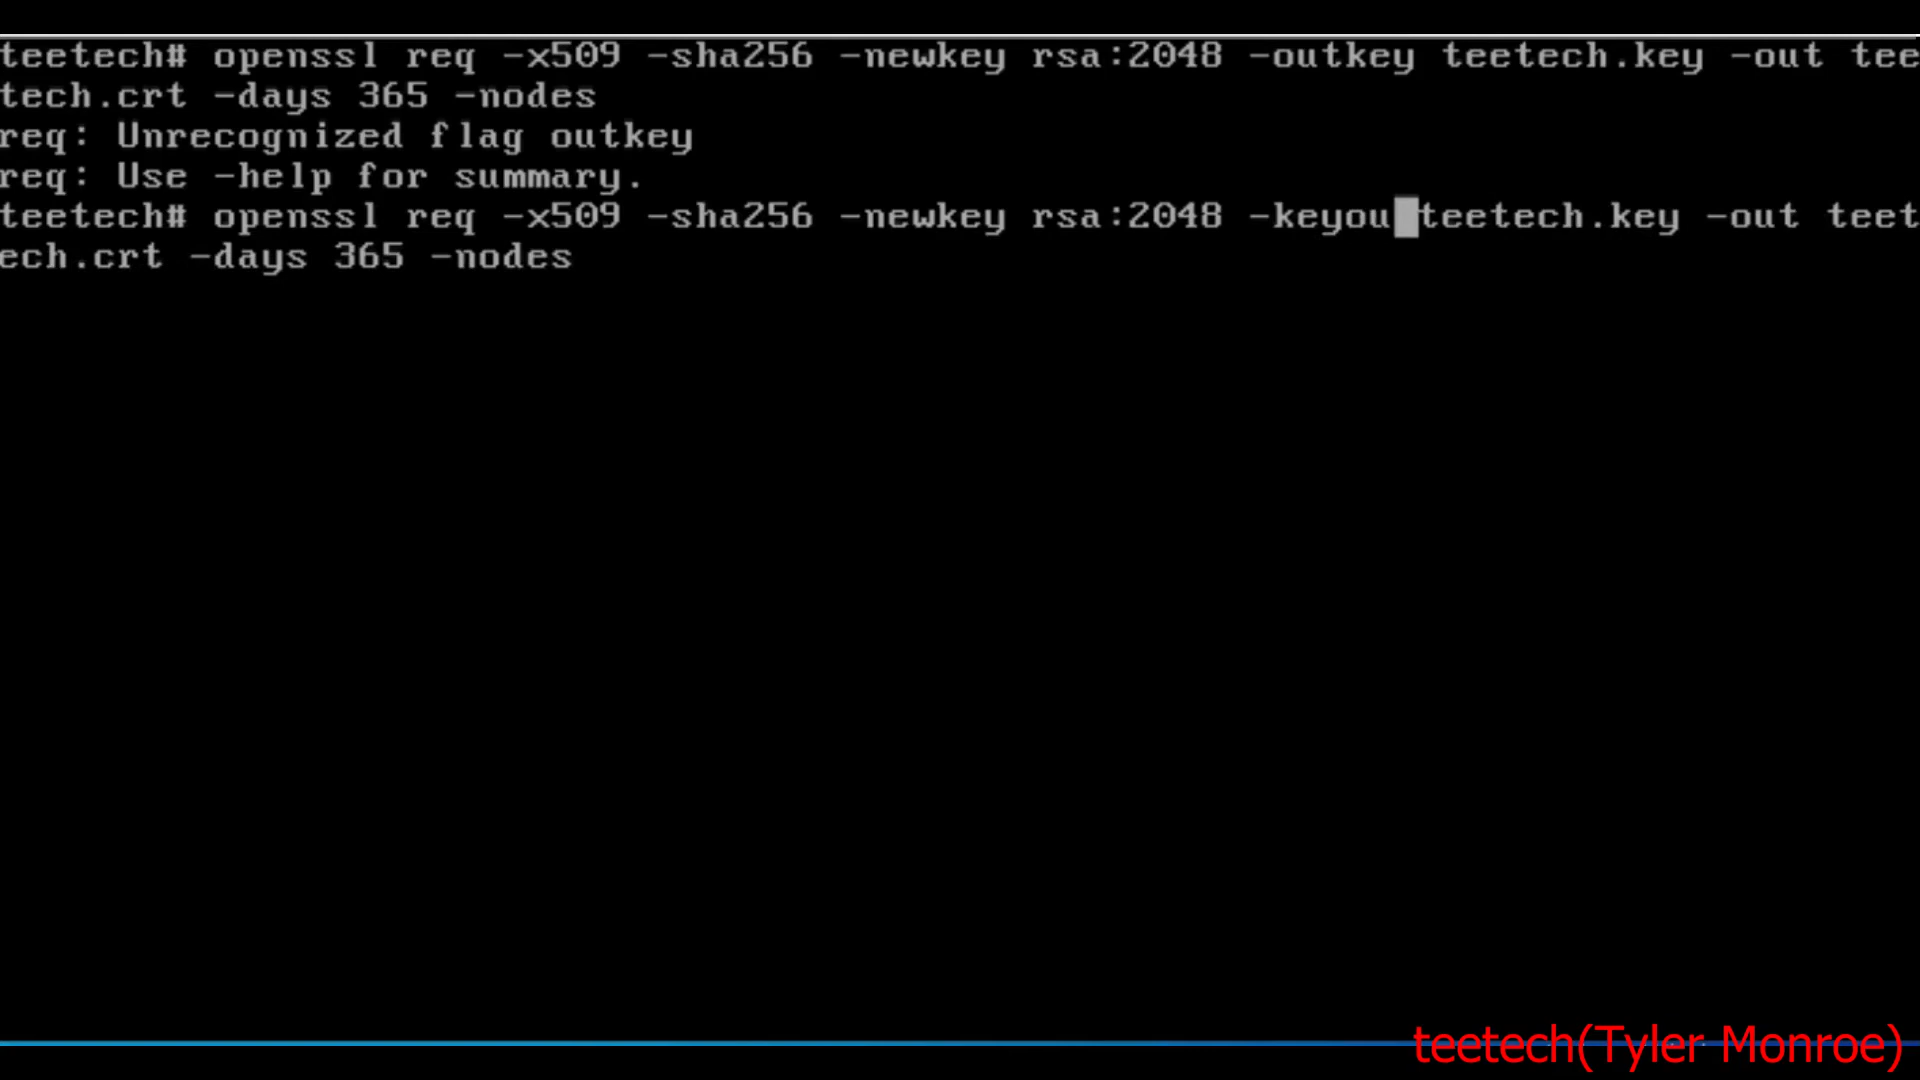 teetech# openssl req -x509 -sha256 -newkey rsa:2048 -outkey teetech.key -out tee
tech.crt -days 365 -nodes
req: Unrecognized flag outkey
req: Use -help for summary.
teetech# openssl req -x509 -sha256 -newkey rsa:2048 -keyou teetech.key -out teet
ech.crt -days 365 -nodes
teetech(Tyler Monroe)